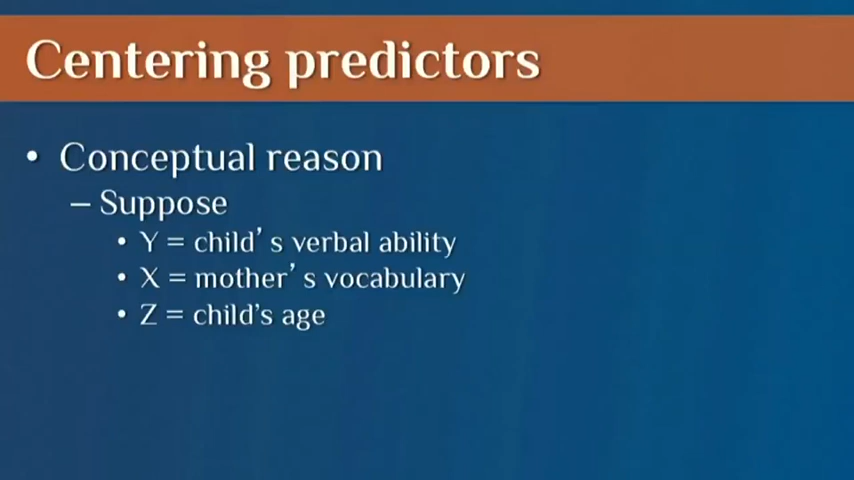 Centering predictors
• Conceptual reason
– Suppose
• Y = child’ s verbal ability
• X = mother’ s vocabulary
• Z = child’s age